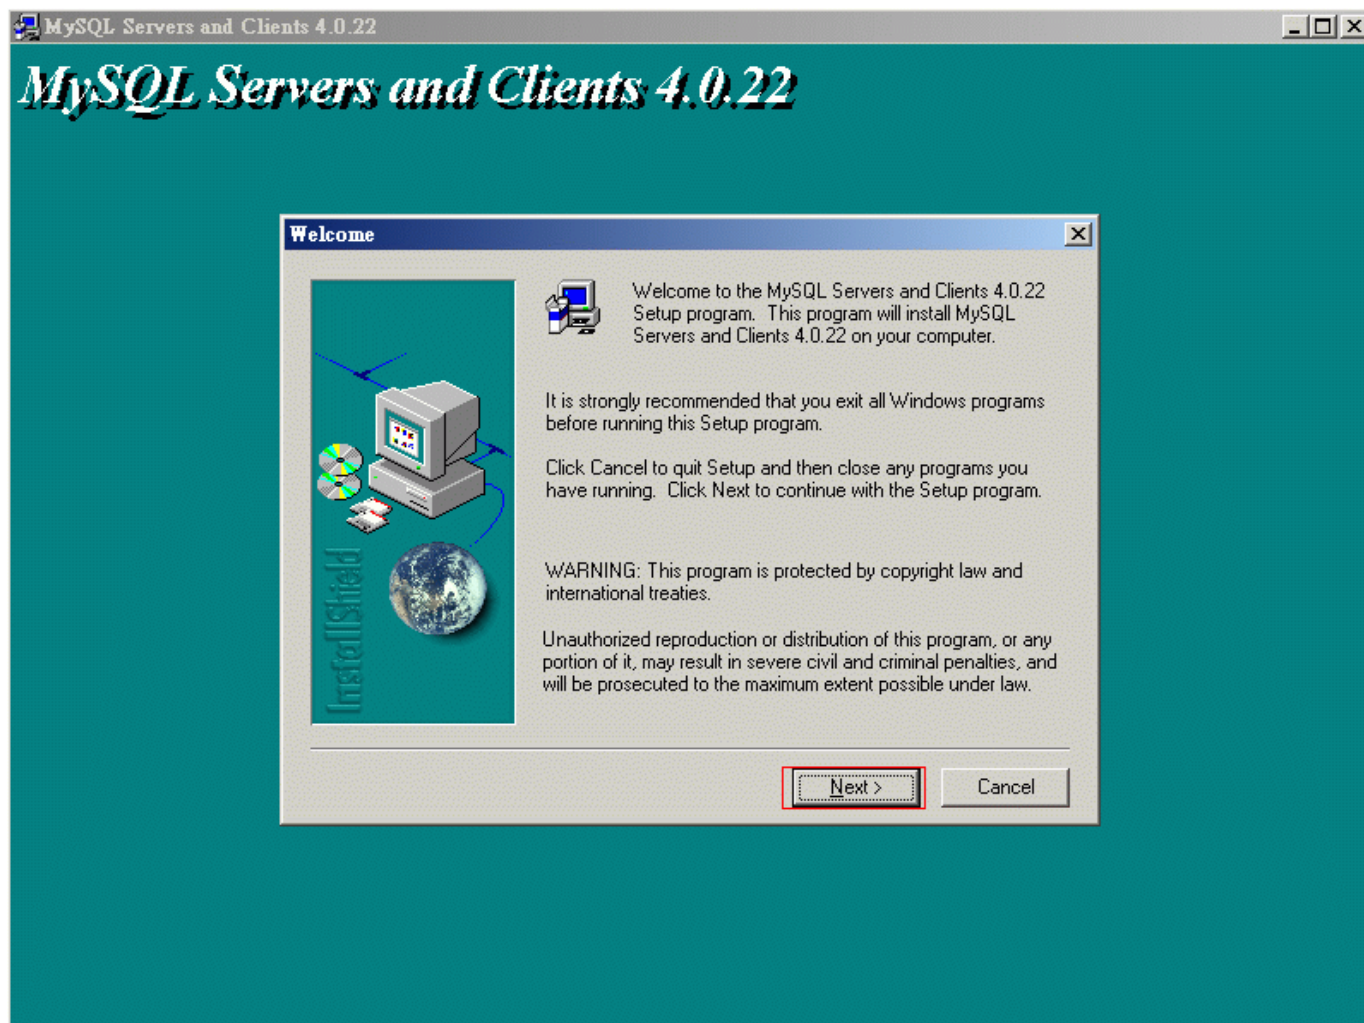 MySQL Servers and Clients 4.0.22
MySQL Servers and Clients 4.0.22
Welcome
Welcome to the MySQL Servers and Clients 4.0.22
Setup program.  This program will install MySQL
Servers and Clients 4.0.22 on your computer.
It is strongly recommended that you exit all Windows programs
before running this Setup program.
Click Cancel to quit Setup and then close any programs you
have running.  Click Next to continue with the Setup program.
WARNING: This program is protected by copyright law and
international treaties.
Unauthorized reproduction or distribution of this program, or any
portion of it, may result in severe civil and criminal penalties, and
will be prosecuted to the maximum extent possible under law.
InstallShield
Next >
Cancel